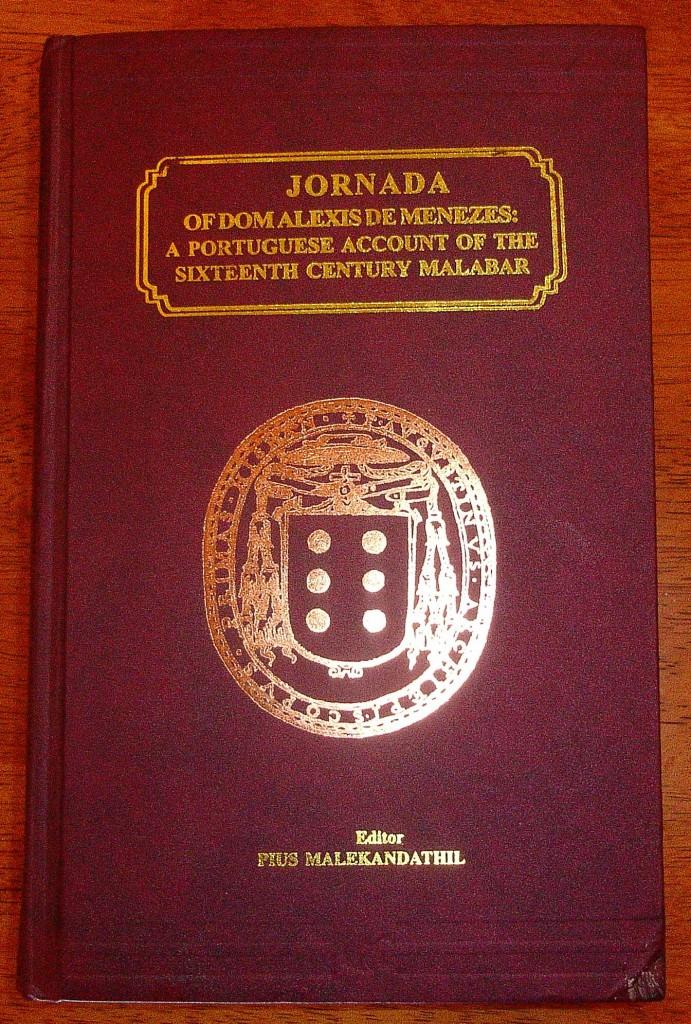 JORNADA
OF DOM ALEXIS DE MENEZES:
A PORTUGUESE ACCOUNT OF THE
SIXTEENTH CENTURY MALABAR
Editor
PIUS MALEKANDATHIL